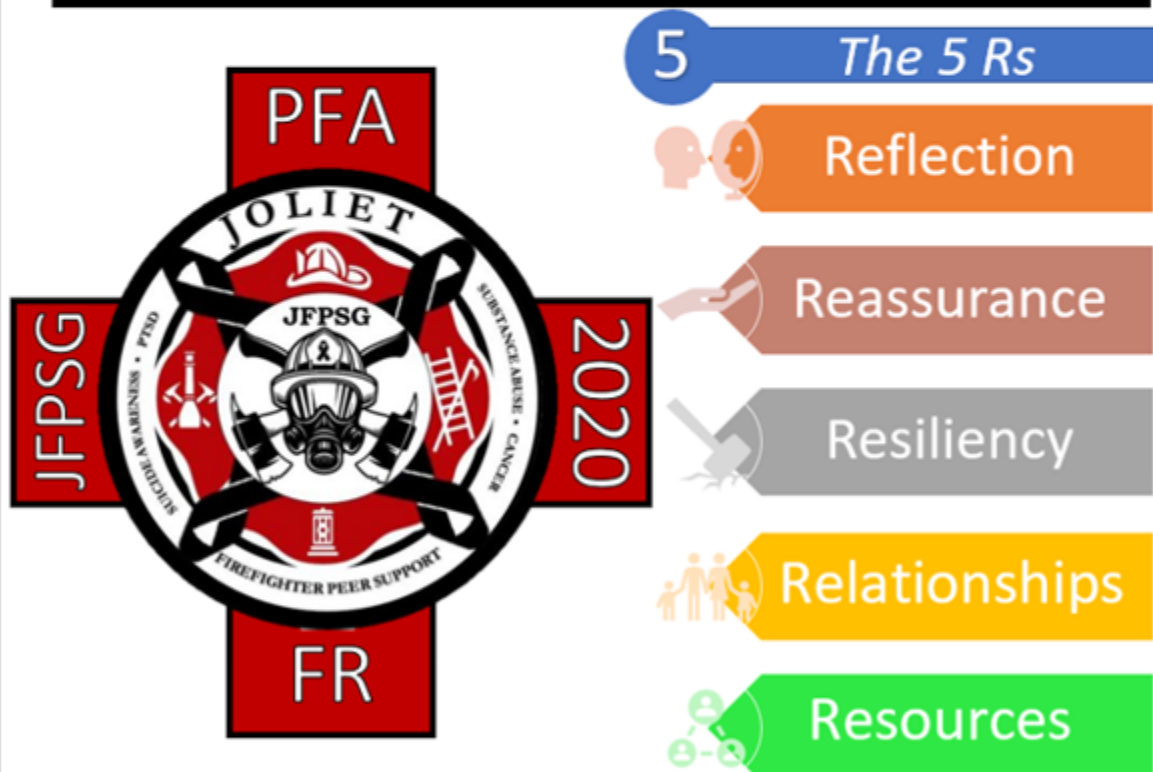 PFA
JOLIET
JFPSG
SUICIDE AWARENESS • PTSD
JFPSG
SUBSTANCE ABUSE • CANCER
2020
FIREFIGHTER PEER SUPPORT
FR
5
The 5 Rs
Reflection
Reassurance
Resiliency
Relationships
Resources